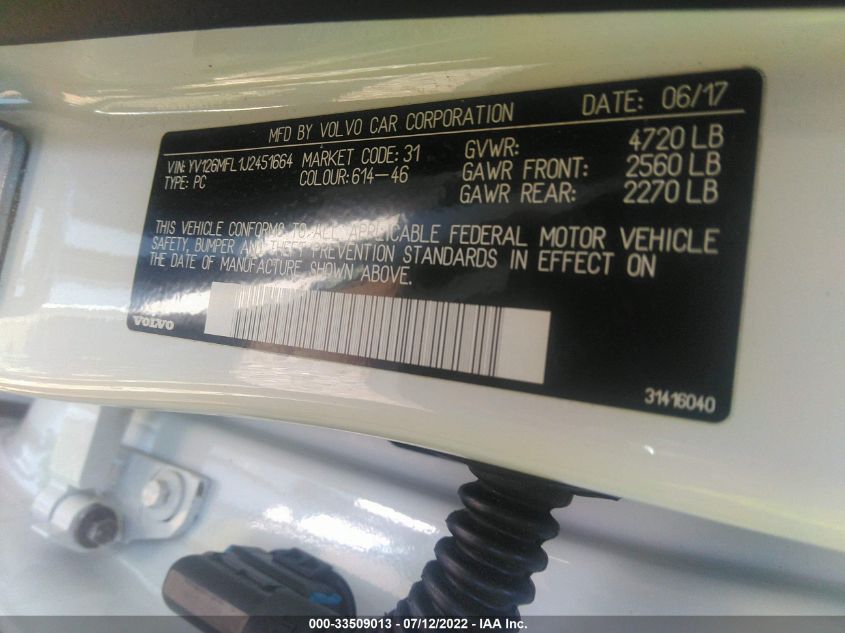 MFD BY VOLVO CAR CORPORATION DATE: 06/17
VIN: YV126MFL1J2451664 MARKET CODE: 31 GVWR: 4720 LB
TYPE: PC COLOUR: 614-46 GAWR FRONT: 2560 LB
GAWR REAR: 2270 LB
THIS VEHICLE CONFORMS TO ALL APPLICABLE FEDERAL MOTOR VEHICLE
SAFETY, BUMPER AND THEFT PREVENTION STANDARDS IN EFFECT ON
THE DATE OF MANUFACTURE SHOWN ABOVE.
VOLVO
31416040
000-33509013 - 07/12/2022 - IAA Inc.